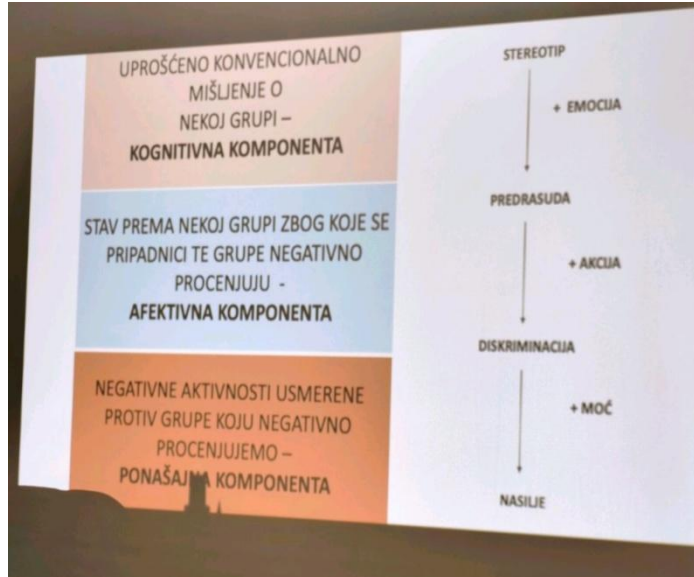 UPROŠĆENO KONVENCIONALNO
MIŠLJENJE O
NEKOJ GRUPI –
KOGNITIVNA KOMPONENTA
STAV PREMA NEKOJ GRUPI ZBOG KOJE SE
PRIPADNICI TE GRUPE NEGATIVNO
PROCENJUJU -
AFEKTIVNA KOMPONENTA
NEGATIVNE AKTIVNOSTI USMERENE
PROTIV GRUPE KOJU NEGATIVNO
PROCENJUJEMO –
PONAŠAJNA KOMPONENTA
STEREOTIP
+ EMOCIJA
PREDRASUDA
+ AKCIJA
DISKRIMINACIJA
+ MOĆ
NASILJE